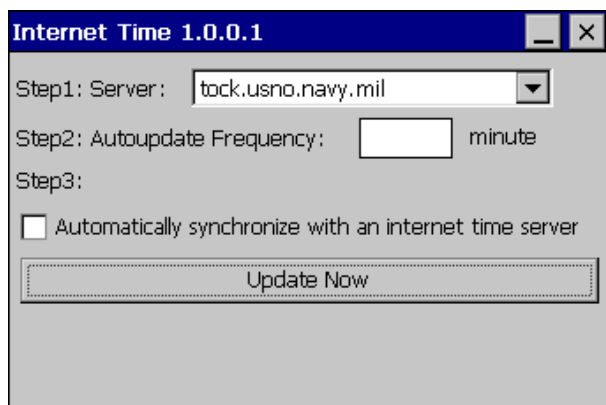 Internet Time 1.0.0.1
Step1: Server: tock.usno.navy.mil
Step2: Autoupdate Frequency: minute
Step3:
Automatically synchronize with an internet time server
Update Now